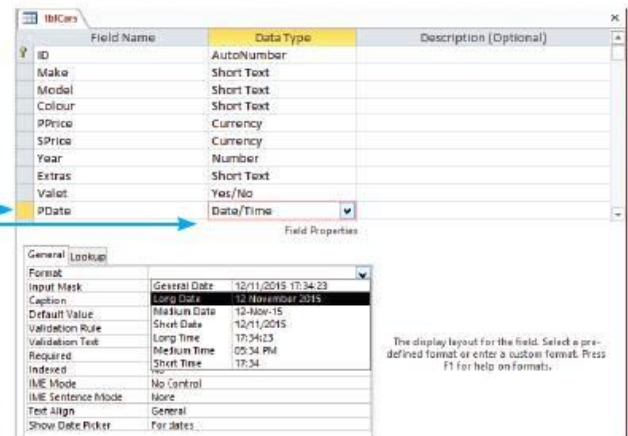 tblCars
Field Name Data Type Description (Optional)
ID AutoNumber
Make Short Text
Model Short Text
Colour Short Text
PPrice Currency
SPrice Currency
Year Number
Extras Short Text
Valet Yes/No
PDate Date/Time
Field Properties
General Lookup
Format
Input Mask General Date 12/11/2015 17:34:23
Caption Long Date 12 November 2015
Default Value Medium Date 12-Nov-15
Validation Rule Short Date 12/11/2015
Validation Text Long Time 17:34:23
Required Medium Time 05:34 PM
Indexed Short Time 17:34
IME Mode No Control
IME Sentence Mode None
Text Align General
Show Date Picker For dates
The display layout for the field. Select a pre-
defined format or enter a custom format. Press
F1 for help on formats.